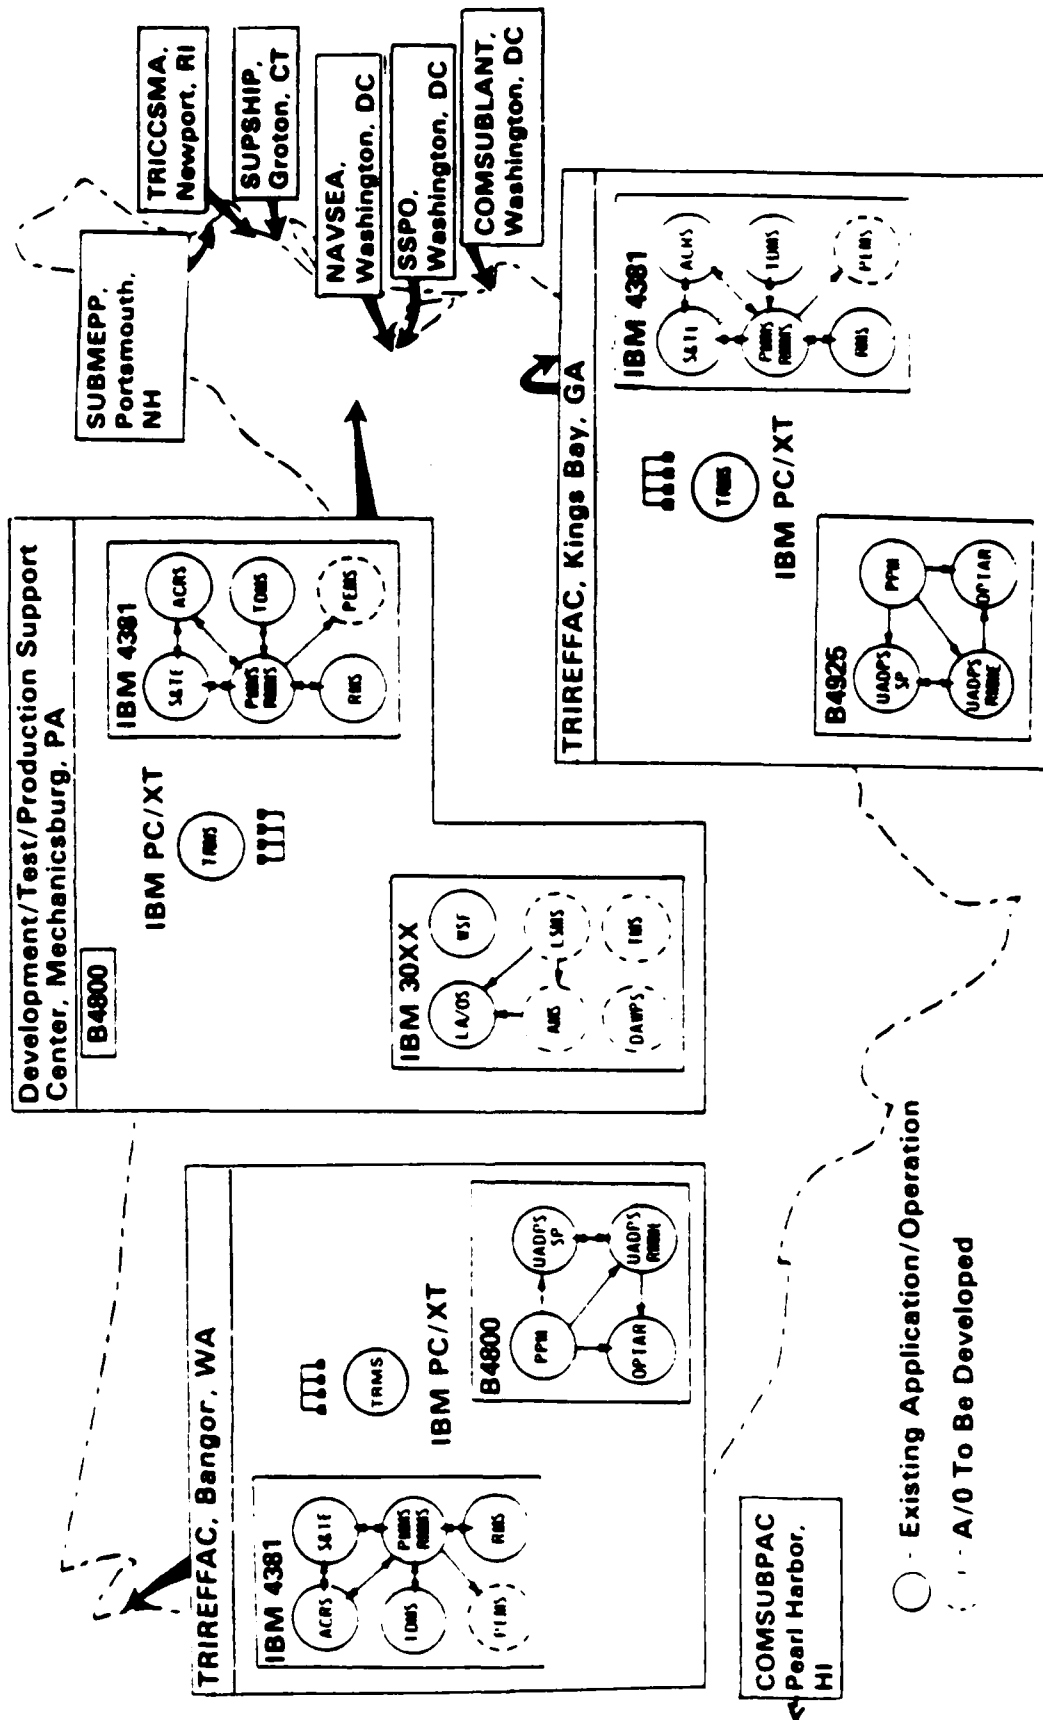 TRIREFFAC, Bangor, WA
IBM 4381
ACRS
S&TE
TDMS
RMS
PEMS
TRMS
IBM PC/XT
B4800
PPM
UADPS
SP
OPTAR
UADPS
COMSUBPAC
Pearl Harbor,
HI
Development/Test/Production Support
Center, Mechanicsburg, PA
B4800
IBM PC/XT
TRMS
IBM 4381
S&TE
ACRS
TDMS
RMS
PEMS
IBM 30XX
LA/OS
WSF
AMS
LSMS
DAWPS
SUBMEPP,
Portsmouth,
NH
TRICCSMA,
Newport, RI
SUPSHIP,
Groton, CT
NAVSEA,
Washington, DC
SSPO,
Washington, DC
COMSUBLANT,
Washington, DC
TRIREFFAC, Kings Bay, GA
B4925
UADPS
SP
PPM
UADPS
OPTAR
TRMS
IBM PC/XT
IBM 4381
S&TE
ACRS
TDMS
RMS
PEMS
- Existing Application/Operation
- A/O To Be Developed